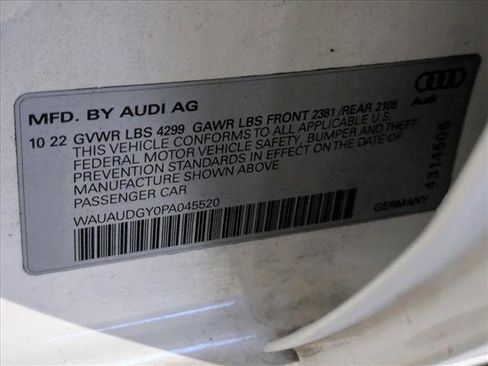 MFD. BY AUDI AG
10 22 GVWR LBS 4299 GAWR LBS FRONT 2381 /REAR 2105
THIS VEHICLE CONFORMS TO ALL APPLICABLE U.S.
FEDERAL MOTOR VEHICLE SAFETY, BUMPER AND THEFT
PREVENTION STANDARDS IN EFFECT ON THE DATE OF
MANUFACTURE SHOWN ABOVE
PASSENGER CAR
WAUAUDGY0PA045520
GERMANY
Audi
4314506